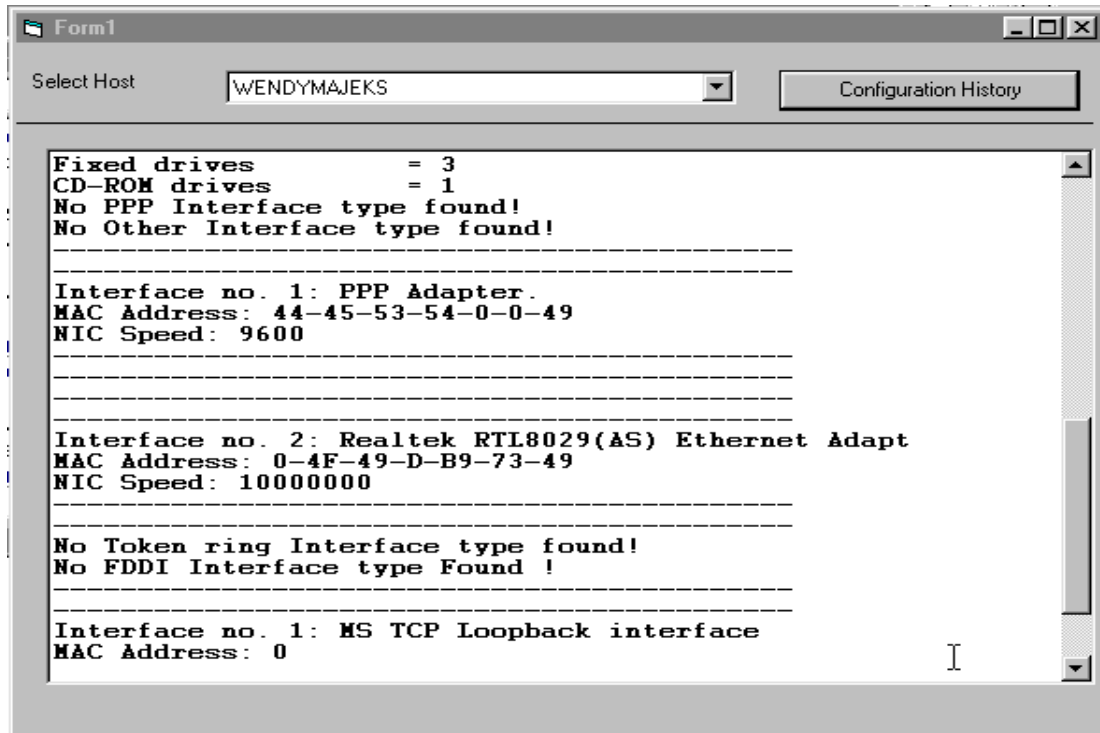 Form1
Select Host WENDYMAJEKS Configuration History
Fixed drives = 3
CD-ROM drives = 1
No PPP Interface type found!
No Other Interface type found!
--------------------------------------------
--------------------------------------------
Interface no. 1: PPP Adapter.
MAC Address: 44-45-53-54-0-0-49
NIC Speed: 9600
--------------------------------------------
--------------------------------------------
--------------------------------------------
--------------------------------------------
Interface no. 2: Realtek RTL8029(AS) Ethernet Adapt
MAC Address: 0-4F-49-D-B9-73-49
NIC Speed: 10000000
--------------------------------------------
--------------------------------------------
No Token ring Interface type found!
No FDDI Interface type Found !
--------------------------------------------
--------------------------------------------
Interface no. 1: MS TCP Loopback interface
MAC Address: 0